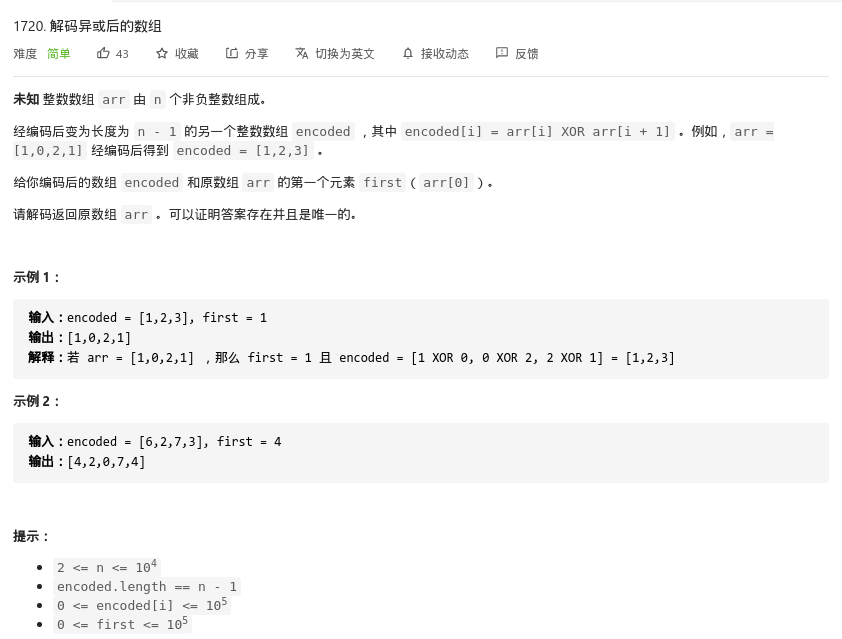 1720. 解码异或后的数组
难度 简单 43 收藏 分享 切换为英文 接收动态 反馈
未知 整数数组 arr 由 n 个非负整数组成。
经编码后变为长度为 n - 1 的另一个整数数组 encoded ，其中 encoded[i] = arr[i] XOR arr[i + 1] 。例如，arr =
[1,0,2,1] 经编码后得到 encoded = [1,2,3] 。
给你编码后的数组 encoded 和原数组 arr 的第一个元素 first（arr[0]）。
请解码返回原数组 arr 。可以证明答案存在并且是唯一的。
示例 1：
输入：encoded = [1,2,3], first = 1
输出：[1,0,2,1]
解释：若 arr = [1,0,2,1] ，那么 first = 1 且 encoded = [1 XOR 0, 0 XOR 2, 2 XOR 1] = [1,2,3]
示例 2：
输入：encoded = [6,2,7,3], first = 4
输出：[4,2,0,7,4]
提示：
2 <= n <= 10⁴
encoded.length == n - 1
0 <= encoded[i] <= 10⁵
0 <= first <= 10⁵